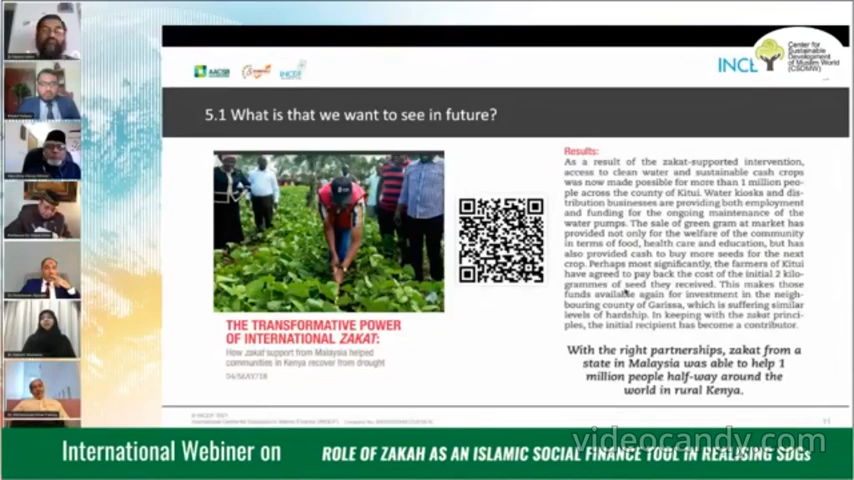 AACSB
INCEIF
INCE
Center for
Sustainable
Development
of Muslim World
(CSDMW)
5.1 What is that we want to see in future?
THE TRANSFORMATIVE POWER
OF INTERNATIONAL ZAKAT:
How zakat support from Malaysia helped
communities in Kenya recover from drought
Results:
As a result of the zakat-supported intervention,
access to clean water and sustainable cash crops
was now made possible for more than 1 million peo-
ple across the county of Kitui. Water kiosks and dis-
tribution businesses are providing both employment
and funding for the ongoing maintenance of the
water pumps. The sale of green gram at market has
provided not only for the welfare of the community
in terms of food, health care and education, but has
also provided cash to buy more seeds for the next
crop. Perhaps most significantly, the farmers of Kitui
have agreed to pay back the cost of the initial 2 kilo-
grammes of seed they received. This makes those
funds available again for investment in the neigh-
bouring county of Garissa, which is suffering similar
levels of hardship. In keeping with the zakat princi-
ples, the initial recipient has become a contributor.
With the right partnerships, zakat from a
state in Malaysia was able to help 1
million people half-way around the
world in rural Kenya.
11
videocandy.com
International Webinar on
ROLE OF ZAKAH AS AN ISLAMIC SOCIAL FINANCE TOOL IN REALISING SDGs